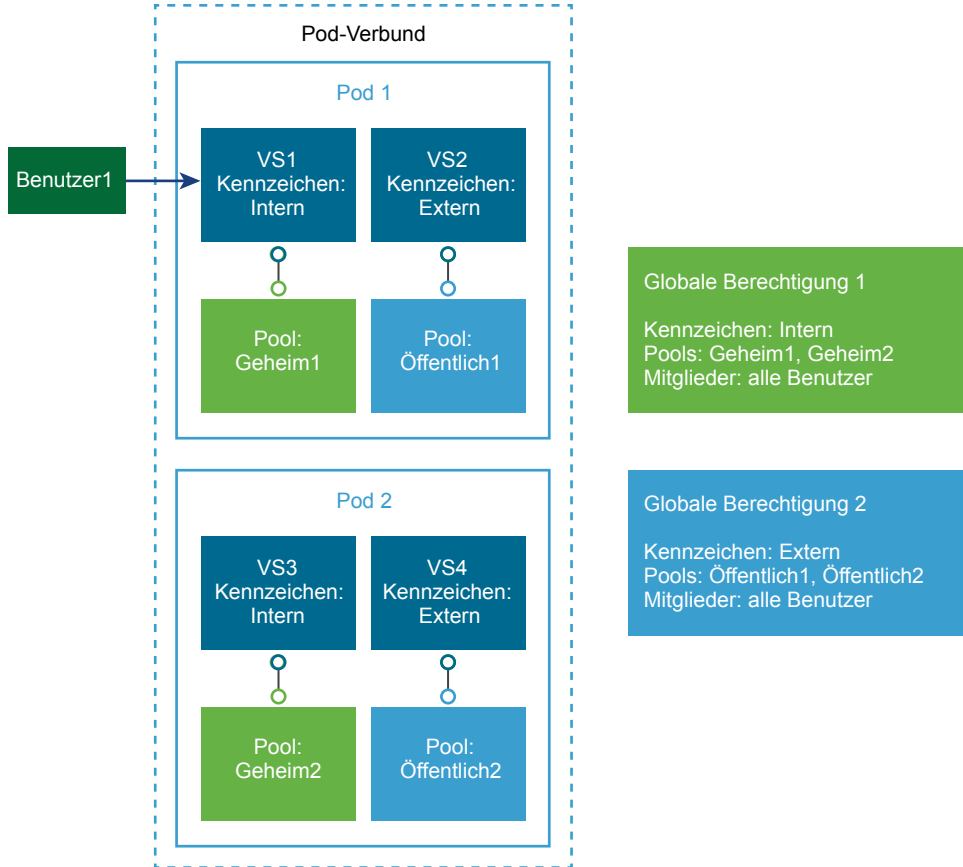 Pod-Verbund
Pod 1
Benutzer1
VS1
Kennzeichen:
Intern
VS2
Kennzeichen:
Extern
Pool:
Geheim1
Pool:
Öffentlich1
Globale Berechtigung 1
Kennzeichen: Intern
Pools: Geheim1, Geheim2
Mitglieder: alle Benutzer
Pod 2
VS3
Kennzeichen:
Intern
VS4
Kennzeichen:
Extern
Pool:
Geheim2
Pool:
Öffentlich2
Globale Berechtigung 2
Kennzeichen: Extern
Pools: Öffentlich1, Öffentlich2
Mitglieder: alle Benutzer